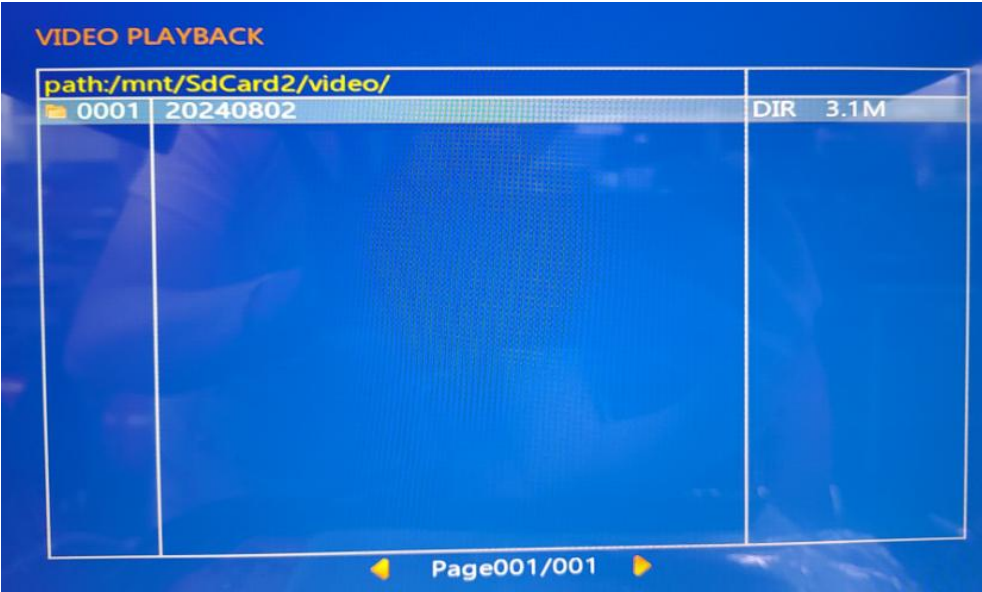 VIDEO PLAYBACK
path:/mnt/SdCard2/video/
0001 20240802 DIR 3.1M
Page001/001